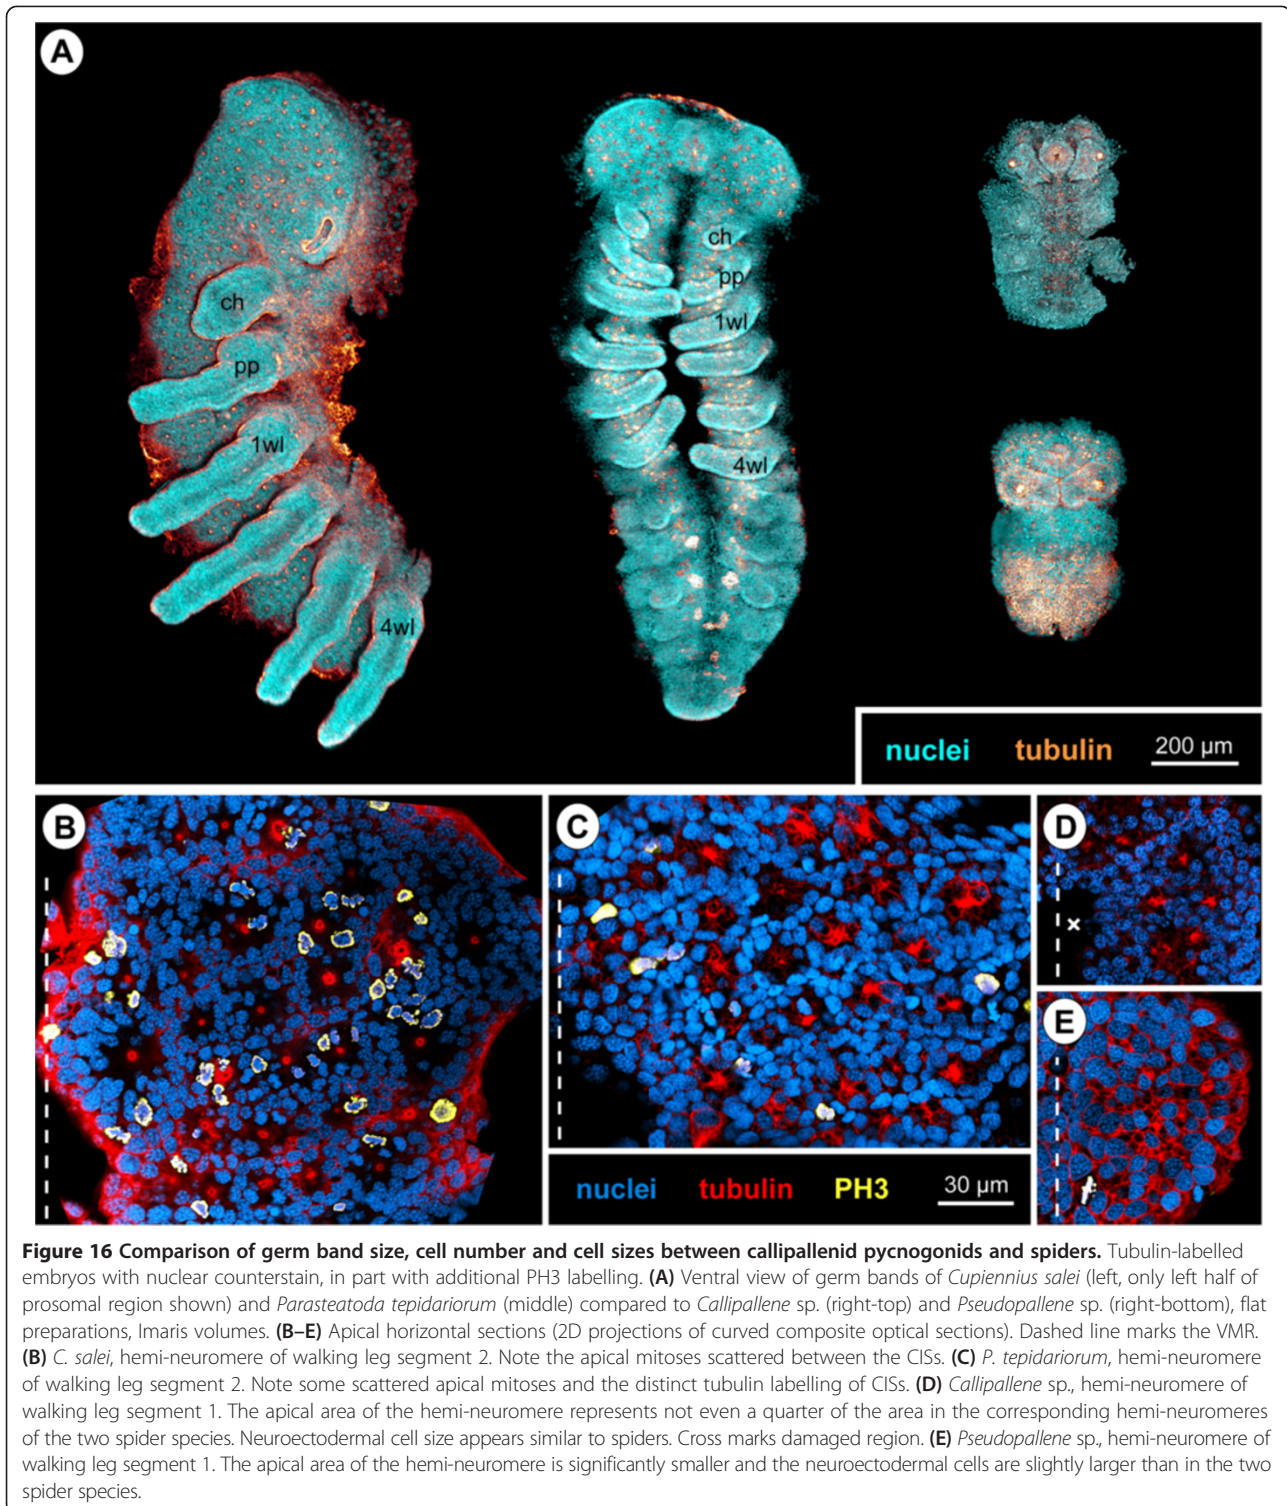 A
ch
pp
1wl
4wl
ch
pp
1wl
4wl
nuclei tubulin 200 µm
B
C
D
×
E
nuclei tubulin PH3 30 µm
Figure 16 Comparison of germ band size, cell number and cell sizes between callipallenid pycnogonids and spiders. Tubulin-labelled
embryos with nuclear counterstain, in part with additional PH3 labelling. (A) Ventral view of germ bands of Cupiennius salei (left, only left half of
prosomal region shown) and Parasteatoda tepidariorum (middle) compared to Callipallene sp. (right-top) and Pseudopallene sp. (right-bottom), flat
preparations, Imaris volumes. (B–E) Apical horizontal sections (2D projections of curved composite optical sections). Dashed line marks the VMR.
(B) C. salei, hemi-neuromere of walking leg segment 2. Note the apical mitoses scattered between the CISs. (C) P. tepidariorum, hemi-neuromere
of walking leg segment 2. Note some scattered apical mitoses and the distinct tubulin labelling of CISs. (D) Callipallene sp., hemi-neuromere of
walking leg segment 1. The apical area of the hemi-neuromere represents not even a quarter of the area in the corresponding hemi-neuromeres
of the two spider species. Neuroectodermal cell size appears similar to spiders. Cross marks damaged region. (E) Pseudopallene sp., hemi-neuromere of
walking leg segment 1. The apical area of the hemi-neuromere is significantly smaller and the neuroectodermal cells are slightly larger than in the two
spider species.